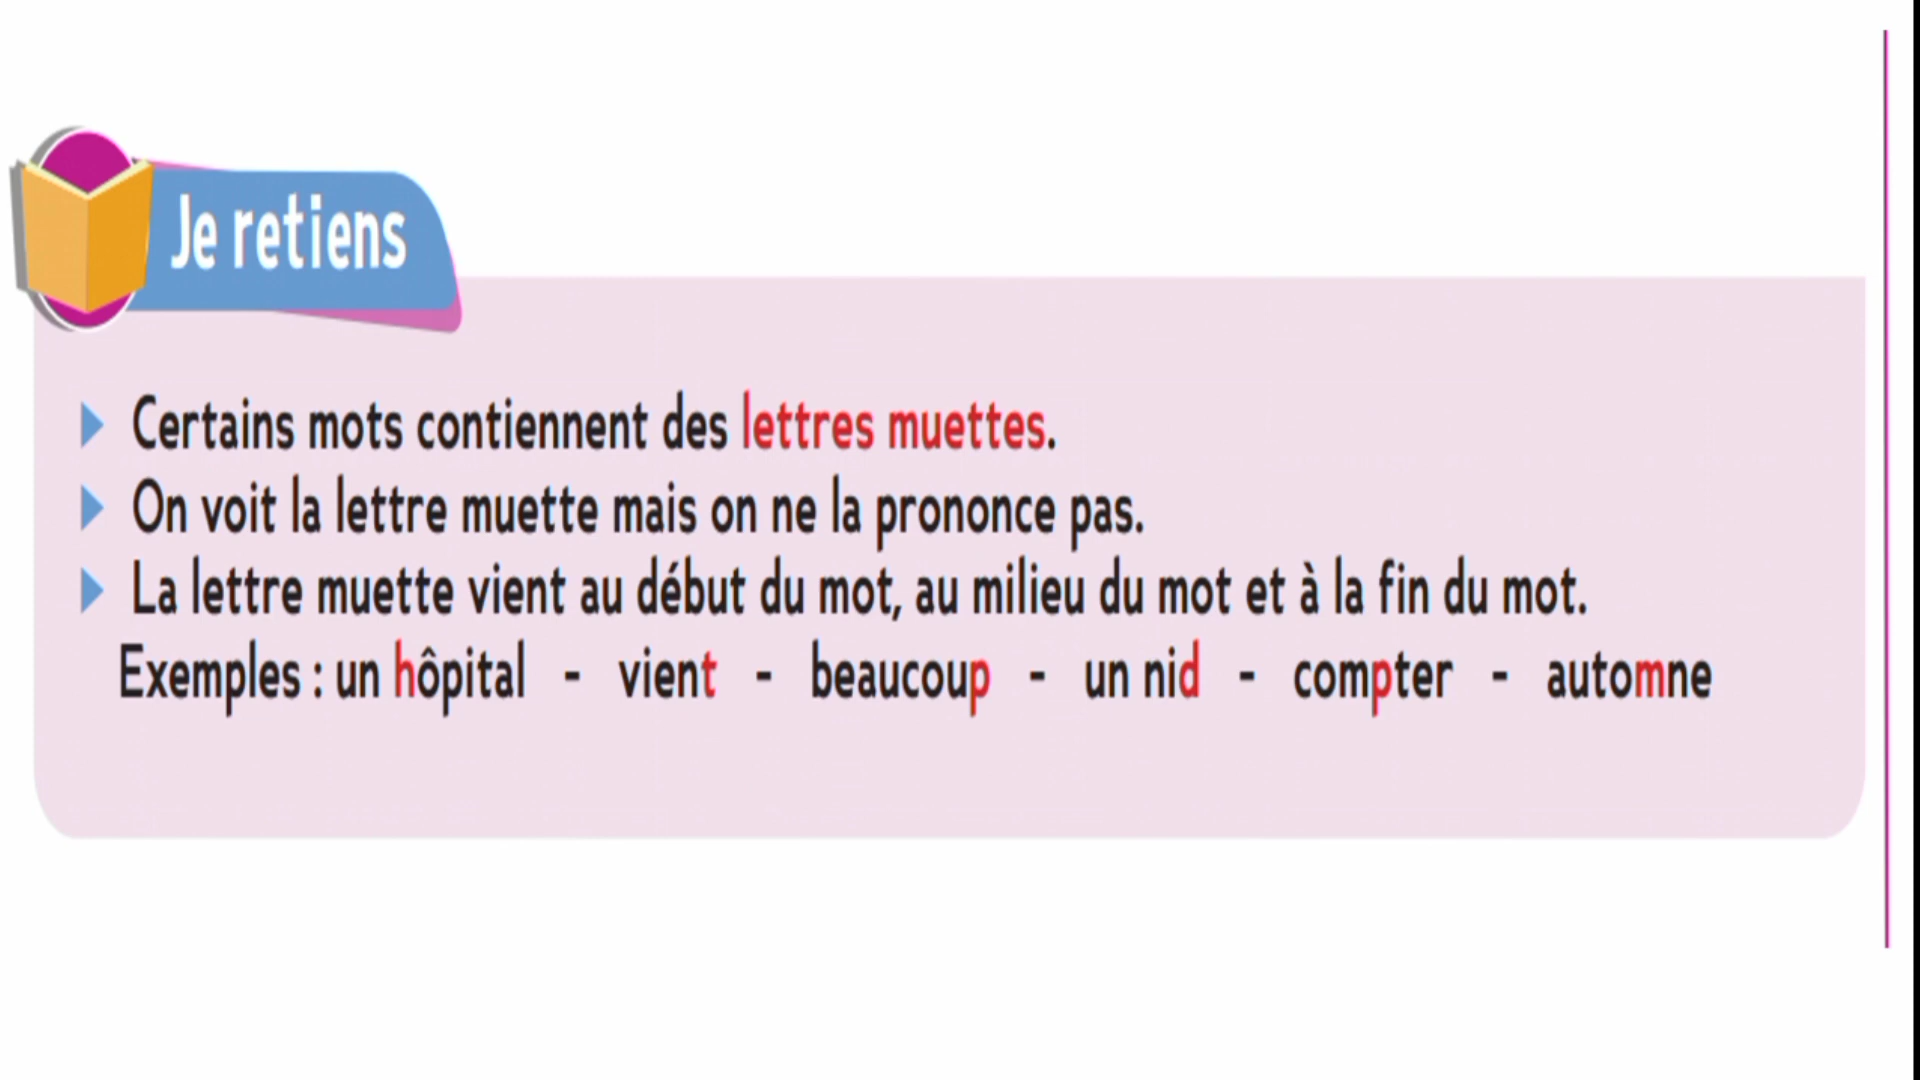 Je retiens
Certains mots contiennent des lettres muettes.
On voit la lettre muette mais on ne la prononce pas.
La lettre muette vient au début du mot, au milieu du mot et à la fin du mot.
Exemples : un hôpital - vient - beaucoup - un nid - compter - automne